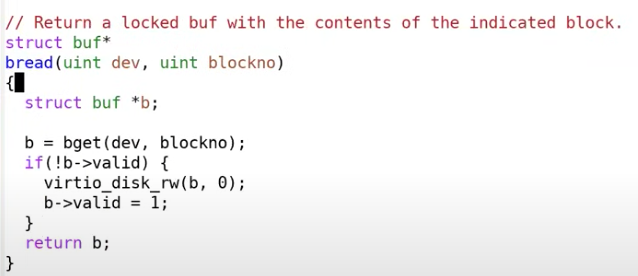 // Return a locked buf with the contents of the indicated block.
struct buf*
bread(uint dev, uint blockno)
{
  struct buf *b;

  b = bget(dev, blockno);
  if(!b->valid) {
    virtio_disk_rw(b, 0);
    b->valid = 1;
  }
  return b;
}